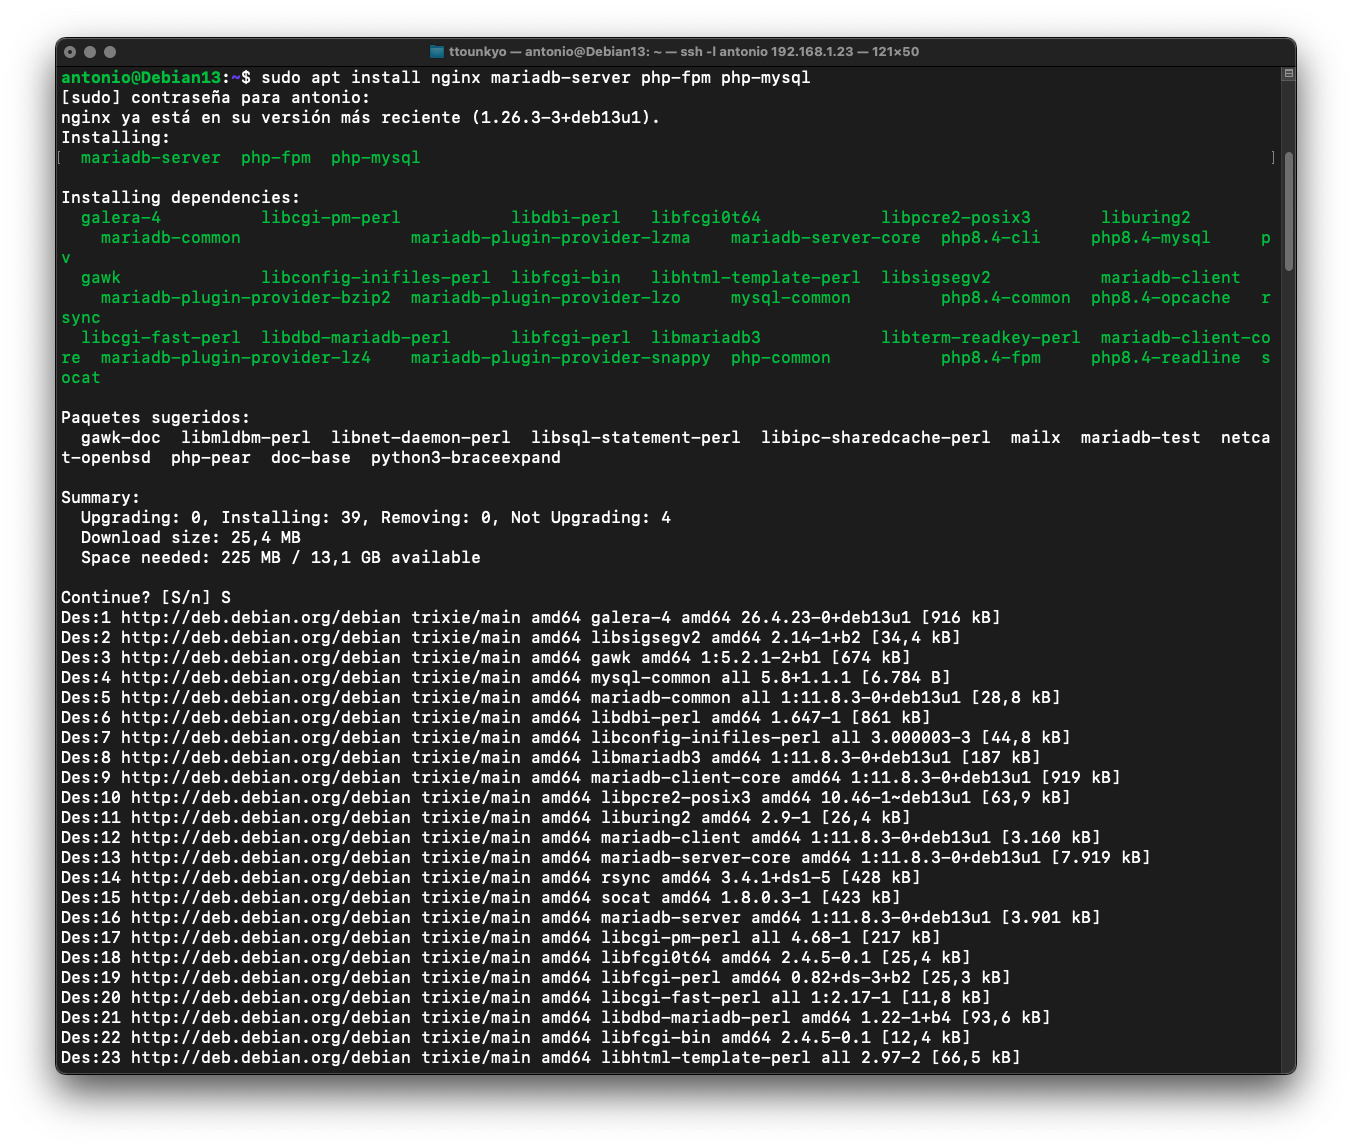 ttounkyo — antonio@Debian13: ~ — ssh -l antonio 192.168.1.23 — 121×50
antonio@Debian13:~$ sudo apt install nginx mariadb-server php-fpm php-mysql
[sudo] contraseña para antonio:
nginx ya está en su versión más reciente (1.26.3-3+deb13u1).
Installing:
  mariadb-server  php-fpm  php-mysql

Installing dependencies:
  galera-4          libcgi-pm-perl           libdbi-perl   libfcgi0t64            libpcre2-posix3       liburing2
    mariadb-common                 mariadb-plugin-provider-lzma    mariadb-server-core  php8.4-cli     php8.4-mysql     p
v
  gawk              libconfig-inifiles-perl  libfcgi-bin   libhtml-template-perl  libsigsegv2           mariadb-client
    mariadb-plugin-provider-bzip2  mariadb-plugin-provider-lzo     mysql-common         php8.4-common  php8.4-opcache   r
sync
  libcgi-fast-perl  libdbd-mariadb-perl      libfcgi-perl  libmariadb3            libterm-readkey-perl  mariadb-client-co
re  mariadb-plugin-provider-lz4    mariadb-plugin-provider-snappy  php-common           php8.4-fpm     php8.4-readline  s
ocat

Paquetes sugeridos:
  gawk-doc  libmldbm-perl  libnet-daemon-perl  libsql-statement-perl  libipc-sharedcache-perl  mailx  mariadb-test  netca
t-openbsd  php-pear  doc-base  python3-braceexpand

Summary:
  Upgrading: 0, Installing: 39, Removing: 0, Not Upgrading: 4
  Download size: 25,4 MB
  Space needed: 225 MB / 13,1 GB available

Continue? [S/n] S
Des:1 http://deb.debian.org/debian trixie/main amd64 galera-4 amd64 26.4.23-0+deb13u1 [916 kB]
Des:2 http://deb.debian.org/debian trixie/main amd64 libsigsegv2 amd64 2.14-1+b2 [34,4 kB]
Des:3 http://deb.debian.org/debian trixie/main amd64 gawk amd64 1:5.2.1-2+b1 [674 kB]
Des:4 http://deb.debian.org/debian trixie/main amd64 mysql-common all 5.8+1.1.1 [6.784 B]
Des:5 http://deb.debian.org/debian trixie/main amd64 mariadb-common all 1:11.8.3-0+deb13u1 [28,8 kB]
Des:6 http://deb.debian.org/debian trixie/main amd64 libdbi-perl amd64 1.647-1 [861 kB]
Des:7 http://deb.debian.org/debian trixie/main amd64 libconfig-inifiles-perl all 3.000003-3 [44,8 kB]
Des:8 http://deb.debian.org/debian trixie/main amd64 libmariadb3 amd64 1:11.8.3-0+deb13u1 [187 kB]
Des:9 http://deb.debian.org/debian trixie/main amd64 mariadb-client-core amd64 1:11.8.3-0+deb13u1 [919 kB]
Des:10 http://deb.debian.org/debian trixie/main amd64 libpcre2-posix3 amd64 10.46-1~deb13u1 [63,9 kB]
Des:11 http://deb.debian.org/debian trixie/main amd64 liburing2 amd64 2.9-1 [26,4 kB]
Des:12 http://deb.debian.org/debian trixie/main amd64 mariadb-client amd64 1:11.8.3-0+deb13u1 [3.160 kB]
Des:13 http://deb.debian.org/debian trixie/main amd64 mariadb-server-core amd64 1:11.8.3-0+deb13u1 [7.919 kB]
Des:14 http://deb.debian.org/debian trixie/main amd64 rsync amd64 3.4.1+ds1-5 [428 kB]
Des:15 http://deb.debian.org/debian trixie/main amd64 socat amd64 1.8.0.3-1 [423 kB]
Des:16 http://deb.debian.org/debian trixie/main amd64 mariadb-server amd64 1:11.8.3-0+deb13u1 [3.901 kB]
Des:17 http://deb.debian.org/debian trixie/main amd64 libcgi-pm-perl all 4.68-1 [217 kB]
Des:18 http://deb.debian.org/debian trixie/main amd64 libfcgi0t64 amd64 2.4.5-0.1 [25,4 kB]
Des:19 http://deb.debian.org/debian trixie/main amd64 libfcgi-perl amd64 0.82+ds-3+b2 [25,3 kB]
Des:20 http://deb.debian.org/debian trixie/main amd64 libcgi-fast-perl all 1:2.17-1 [11,8 kB]
Des:21 http://deb.debian.org/debian trixie/main amd64 libdbd-mariadb-perl amd64 1.22-1+b4 [93,6 kB]
Des:22 http://deb.debian.org/debian trixie/main amd64 libfcgi-bin amd64 2.4.5-0.1 [12,4 kB]
Des:23 http://deb.debian.org/debian trixie/main amd64 libhtml-template-perl all 2.97-2 [66,5 kB]